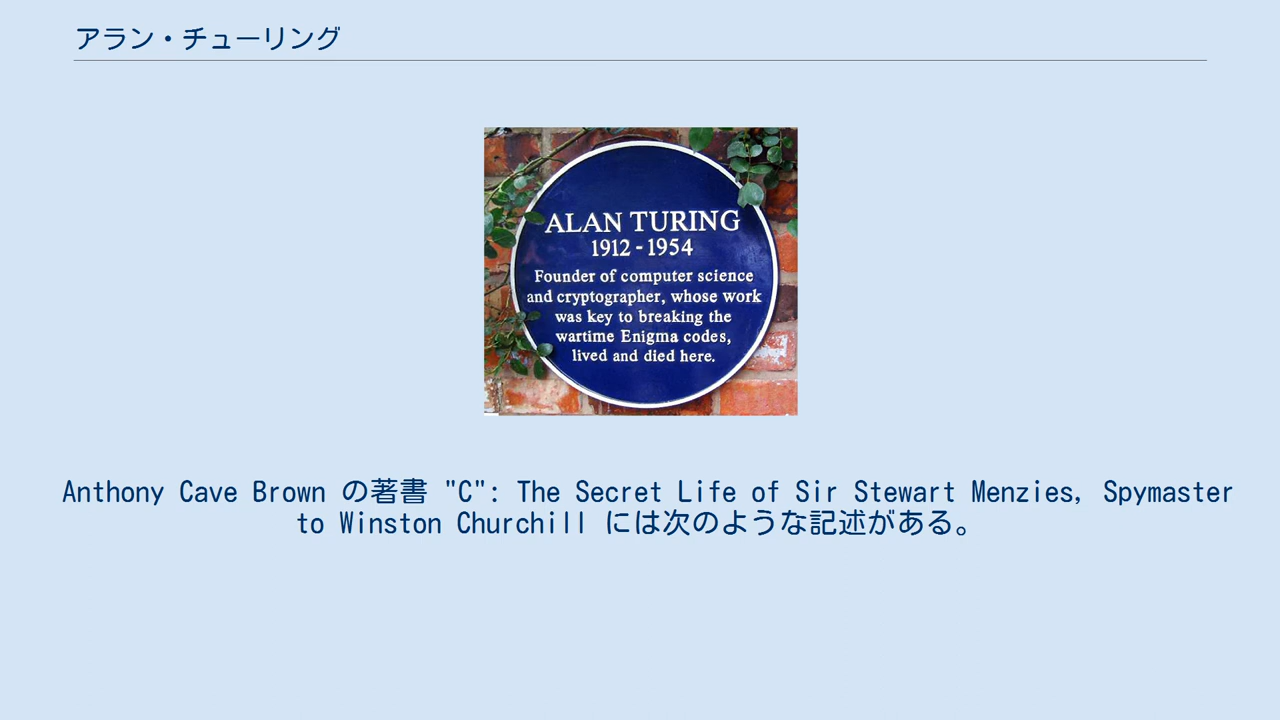 アラン・チューリング
ALAN TURING
1912 - 1954
Founder of computer science
and cryptographer, whose work
was key to breaking the
wartime Enigma codes,
lived and died here.
Anthony Cave Brown の著書 "C": The Secret Life of Sir Stewart Menzies, Spymaster
to Winston Churchill には次のような記述がある。